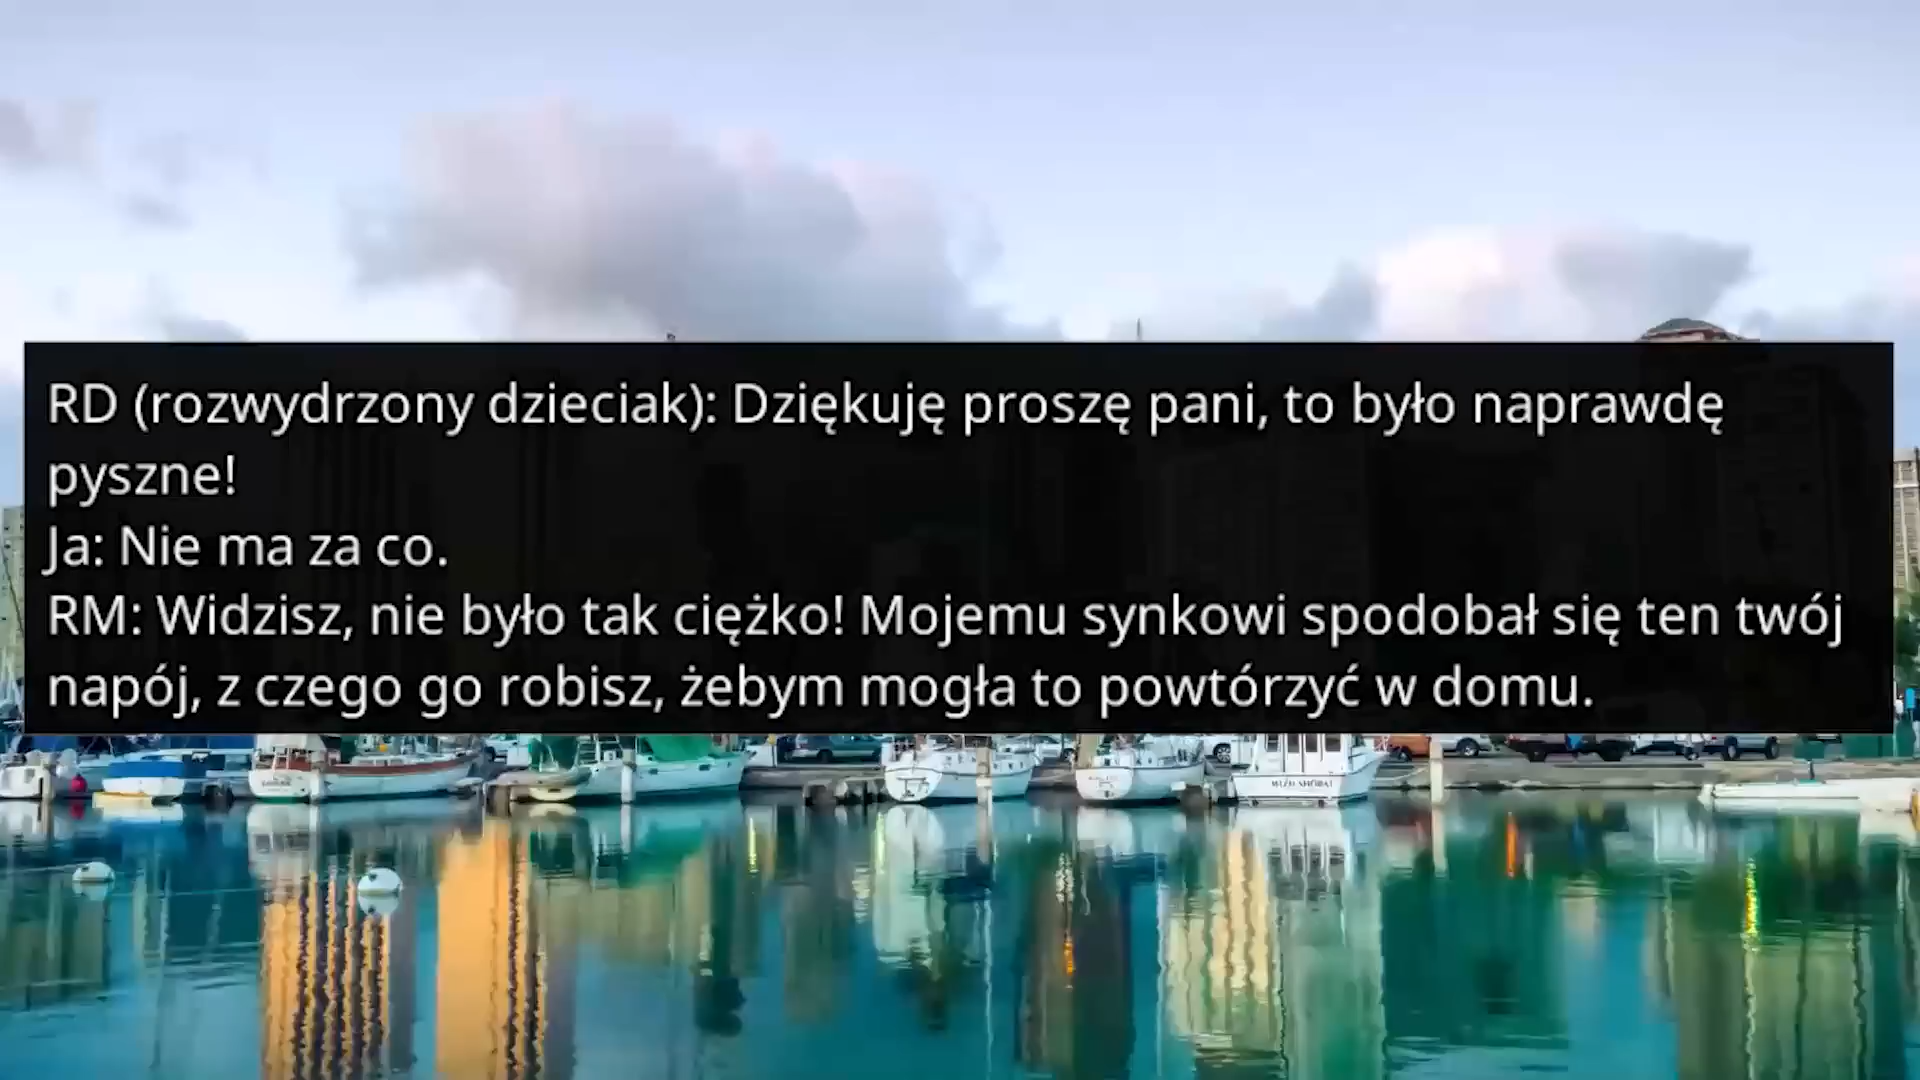 RD (rozwydrzony dzieciak): Dziękuję proszę pani, to było naprawdę
pyszne!
Ja: Nie ma za co.
RM: Widzisz, nie było tak ciężko! Mojemu synkowi spodobał się ten twój
napój, z czego go robisz, żebym mogła to powtórzyć w domu.